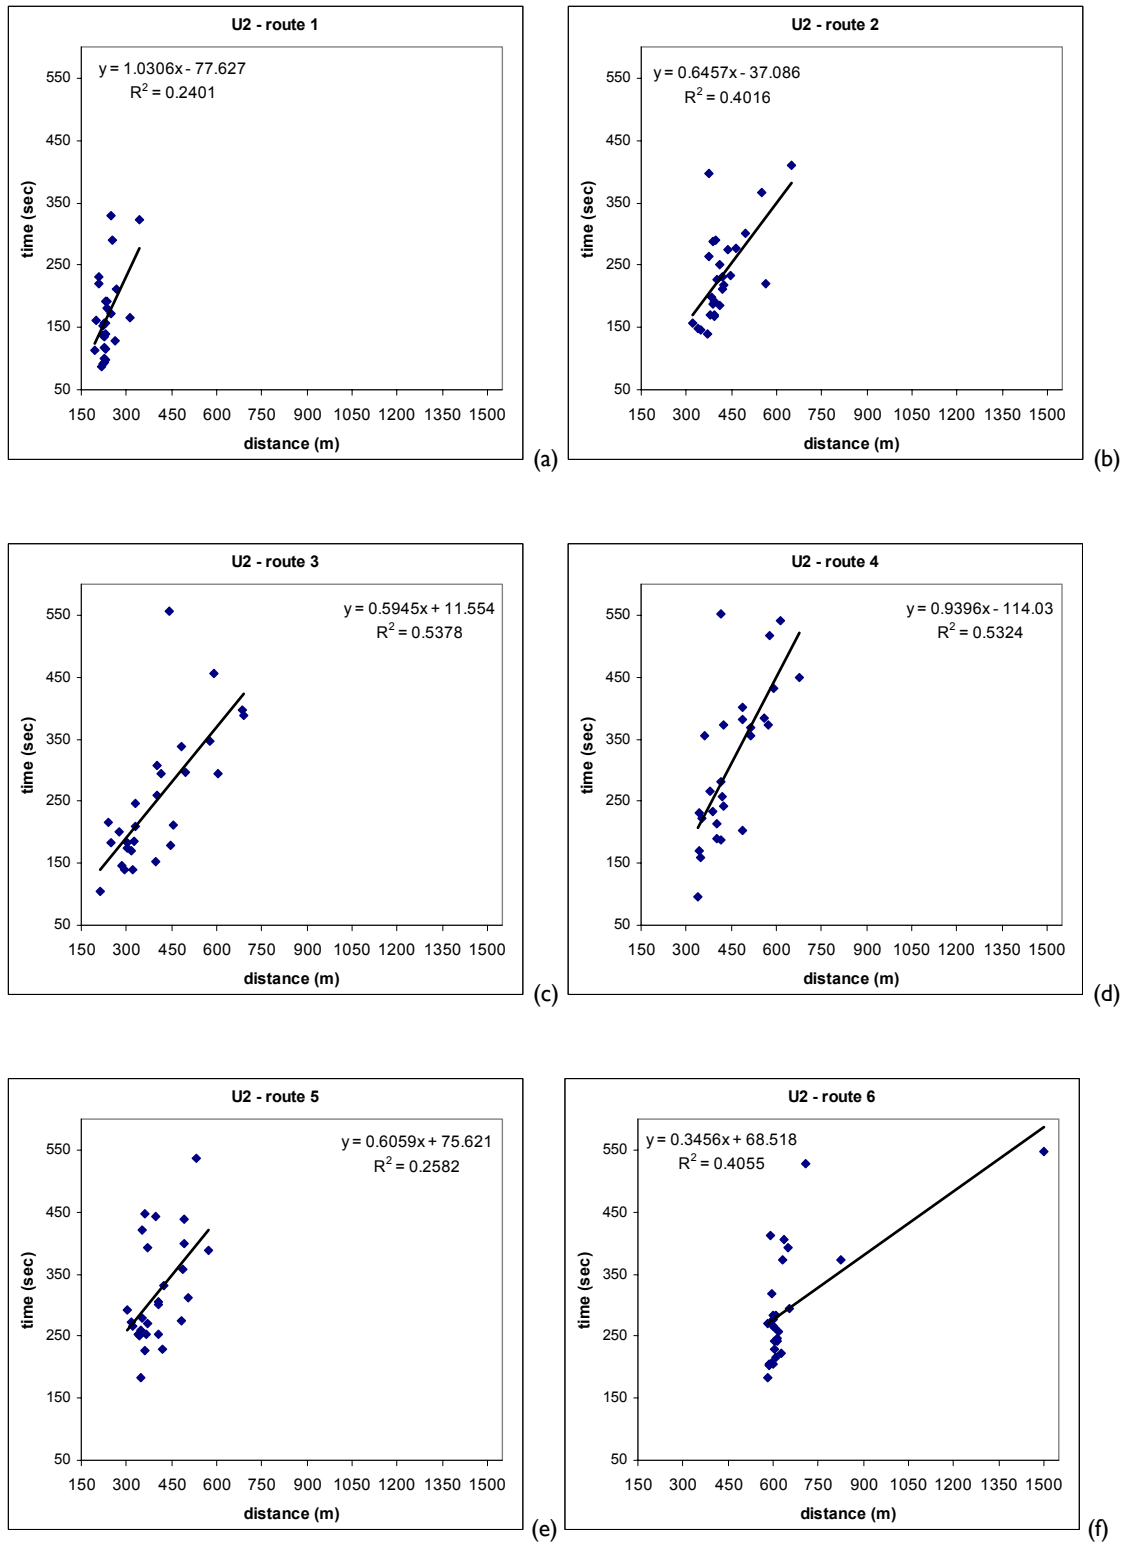 U2 - route 1
y = 1.0306x - 77.627
R² = 0.2401
550
450
350
250
150
50
time (sec)
150 300 450 600 750 900 1050 1200 1350 1500
distance (m)
(a)
U2 - route 2
y = 0.6457x - 37.086
R² = 0.4016
550
450
350
250
150
50
time (sec)
150 300 450 600 750 900 1050 1200 1350 1500
distance (m)
(b)
U2 - route 3
y = 0.5945x + 11.554
R² = 0.5378
550
450
350
250
150
50
time (sec)
150 300 450 600 750 900 1050 1200 1350 1500
distance (m)
(c)
U2 - route 4
y = 0.9396x - 114.03
R² = 0.5324
550
450
350
250
150
50
time (sec)
150 300 450 600 750 900 1050 1200 1350 1500
distance (m)
(d)
U2 - route 5
y = 0.6059x + 75.621
R² = 0.2582
550
450
350
250
150
50
time (sec)
150 300 450 600 750 900 1050 1200 1350 1500
distance (m)
(e)
U2 - route 6
y = 0.3456x + 68.518
R² = 0.4055
550
450
350
250
150
50
time (sec)
150 300 450 600 750 900 1050 1200 1350 1500
distance (m)
(f)